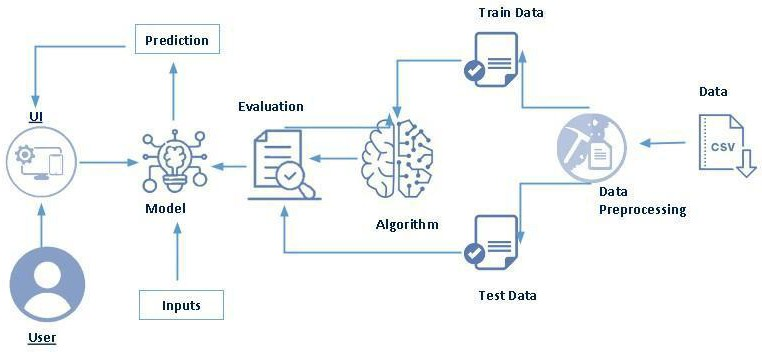 Train Data
Prediction
Data
Evaluation
UI
CSV
Data
Preprocessing
Model
Algorithm
Test Data
Inputs
User